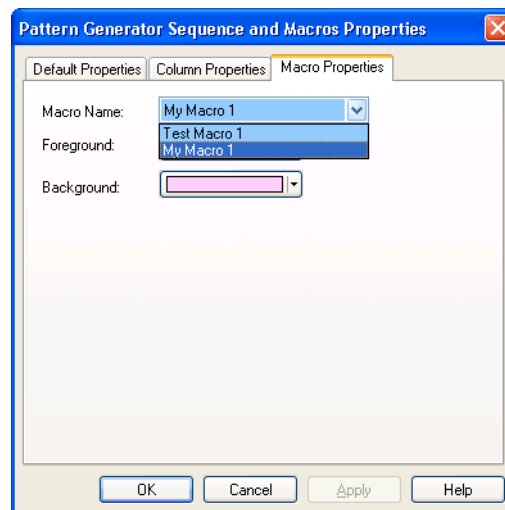 Pattern Generator Sequence and Macros Properties
Default Properties Column Properties Macro Properties
Macro Name: My Macro 1
Test Macro 1
Foreground: My Macro 1
Background:
OK Cancel Apply Help